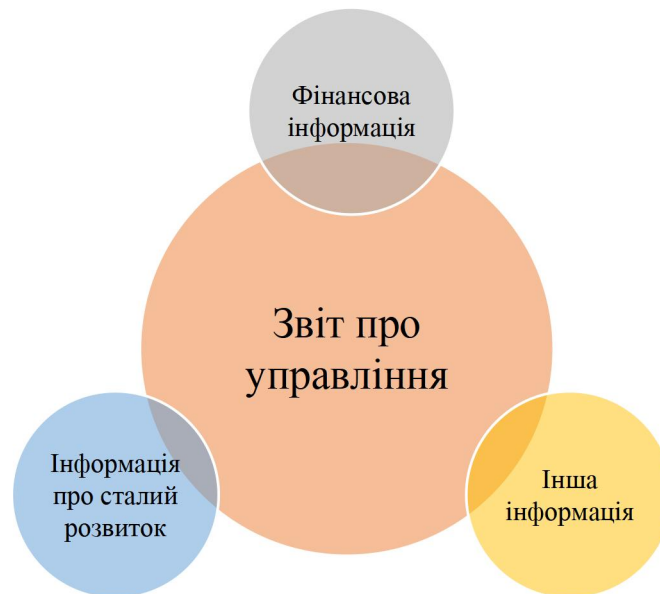 Фінансова
інформація
Звіт про
управління
Інформація
про сталий
розвиток
Інша
інформація